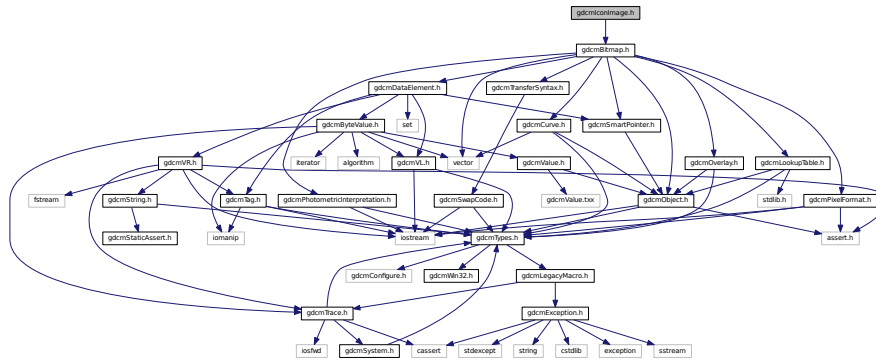 gdcmIconImage.h
gdcmBitmap.h
gdcmDataElement.h
gdcmTransferSyntax.h
gdcmByteValue.h
set
gdcmCurve.h
gdcmSmartPointer.h
gdcmVR.h
iterator
algorithm
gdcmVL.h
vector
gdcmValue.h
gdcmOverlay.h
gdcmLookupTable.h
fstream
gdcmString.h
gdcmTag.h
gdcmPhotometricInterpretation.h
gdcmSwapCode.h
gdcmValue.txx
gdcmObject.h
stdlib.h
gdcmPixelFormat.h
gdcmStaticAssert.h
iomanip
iostream
gdcmTypes.h
assert.h
gdcmConfigure.h
gdcmWin32.h
gdcmLegacyMacro.h
gdcmTrace.h
gdcmException.h
iosfwd
gdcmSystem.h
cassert
stdexcept
string
cstdlib
exception
sstream